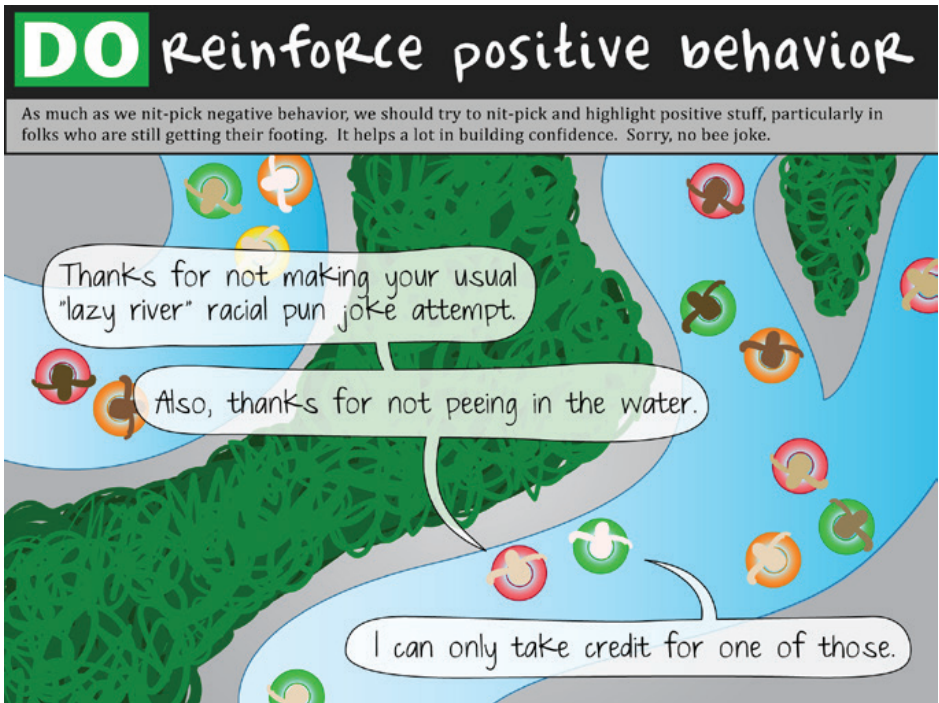 DO Reinforce positive behavior
As much as we nit-pick negative behavior, we should try to nit-pick and highlight positive stuff, particularly in
folks who are still getting their footing.  It helps a lot in building confidence.  Sorry, no bee joke.
Thanks for not making your usual
"lazy river" racial pun joke attempt.
Also, thanks for not peeing in the water.
I can only take credit for one of those.